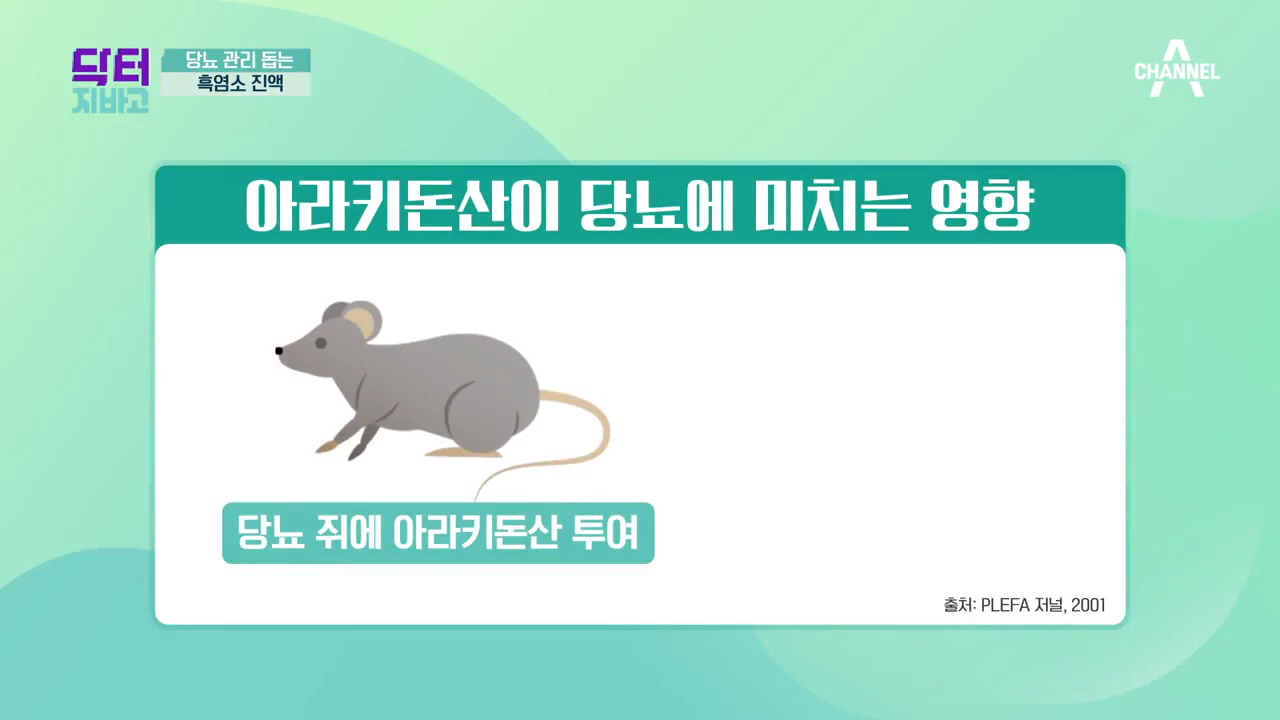 닥터
지바고
당뇨 관리 돕는
흑염소 진액
CHANNEL A
아라키돈산이 당뇨에 미치는 영향
당뇨 쥐에 아라키돈산 투여
출처: PLEFA 저널, 2001